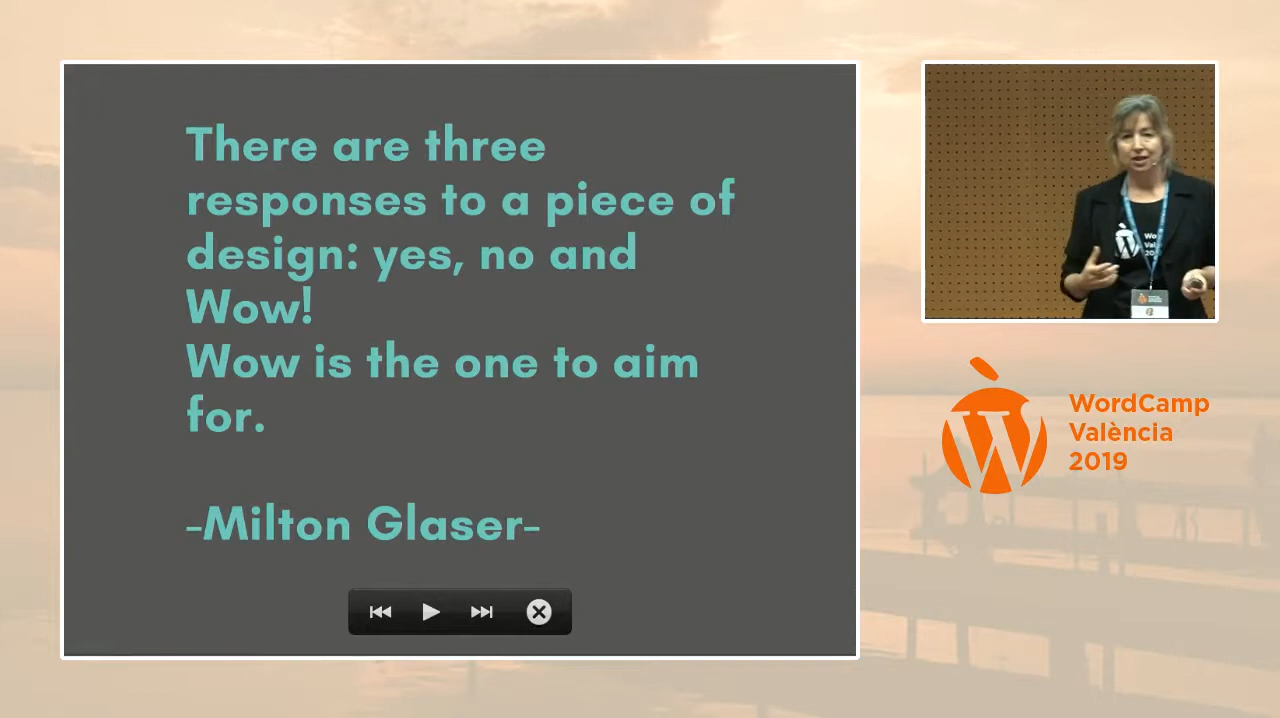 There are three
responses to a piece of
design: yes, no and
Wow!
Wow is the one to aim
for.
-Milton Glaser-
WordCamp
València
2019